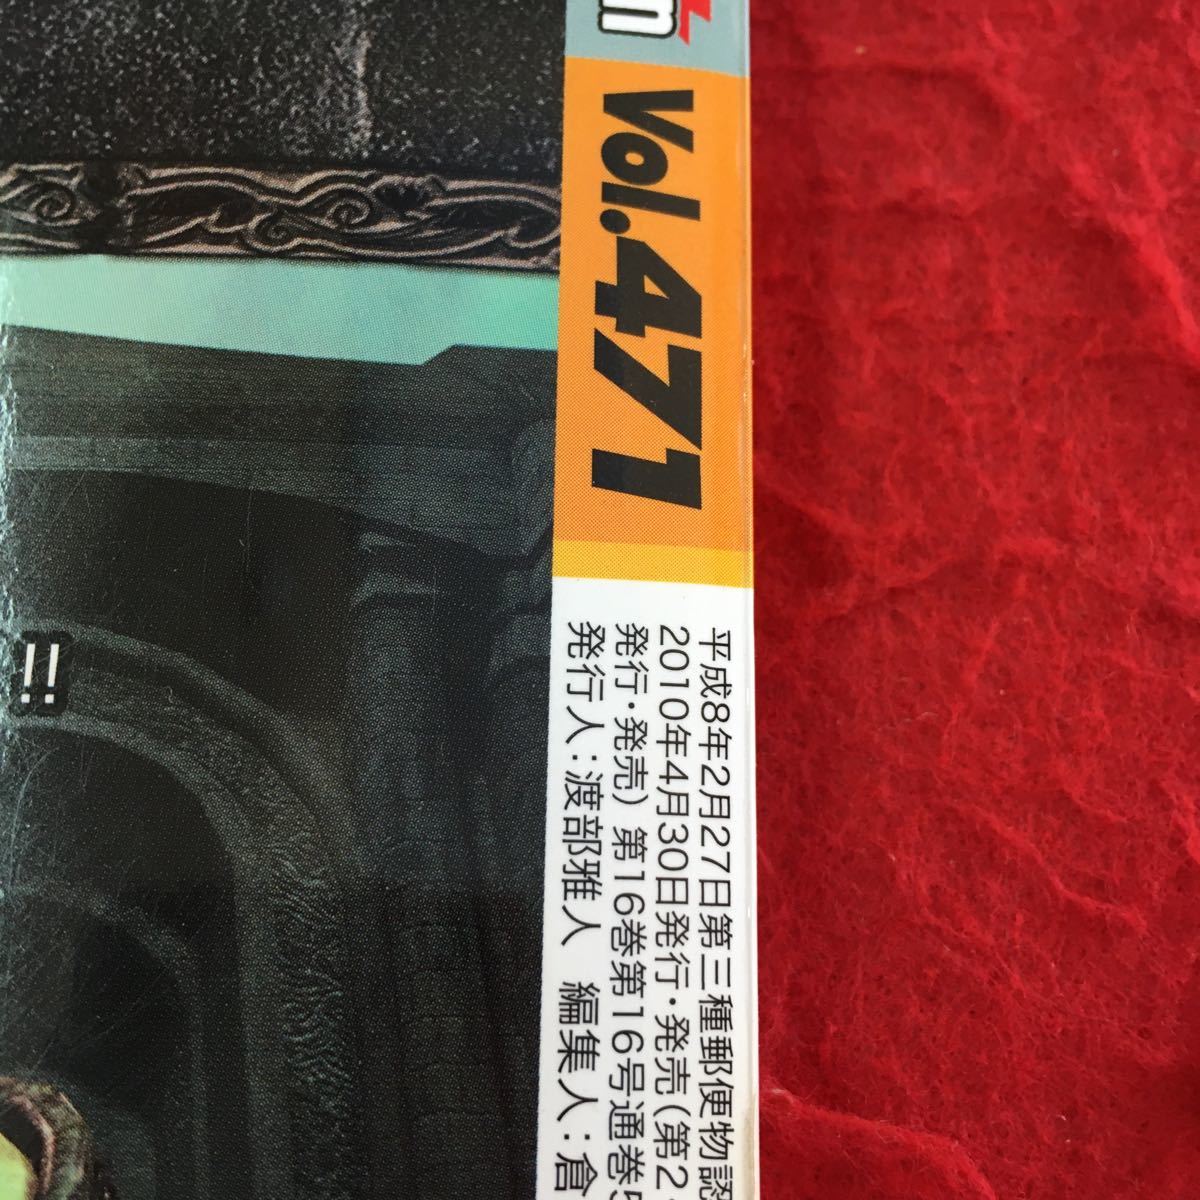 Vol.471
平成8年2月27日第三種郵便物認
2010年4月30日発行・発売(第2
発行・発売) 第16巻第16号通巻
発行人:渡部雅人 編集人:倉
!!